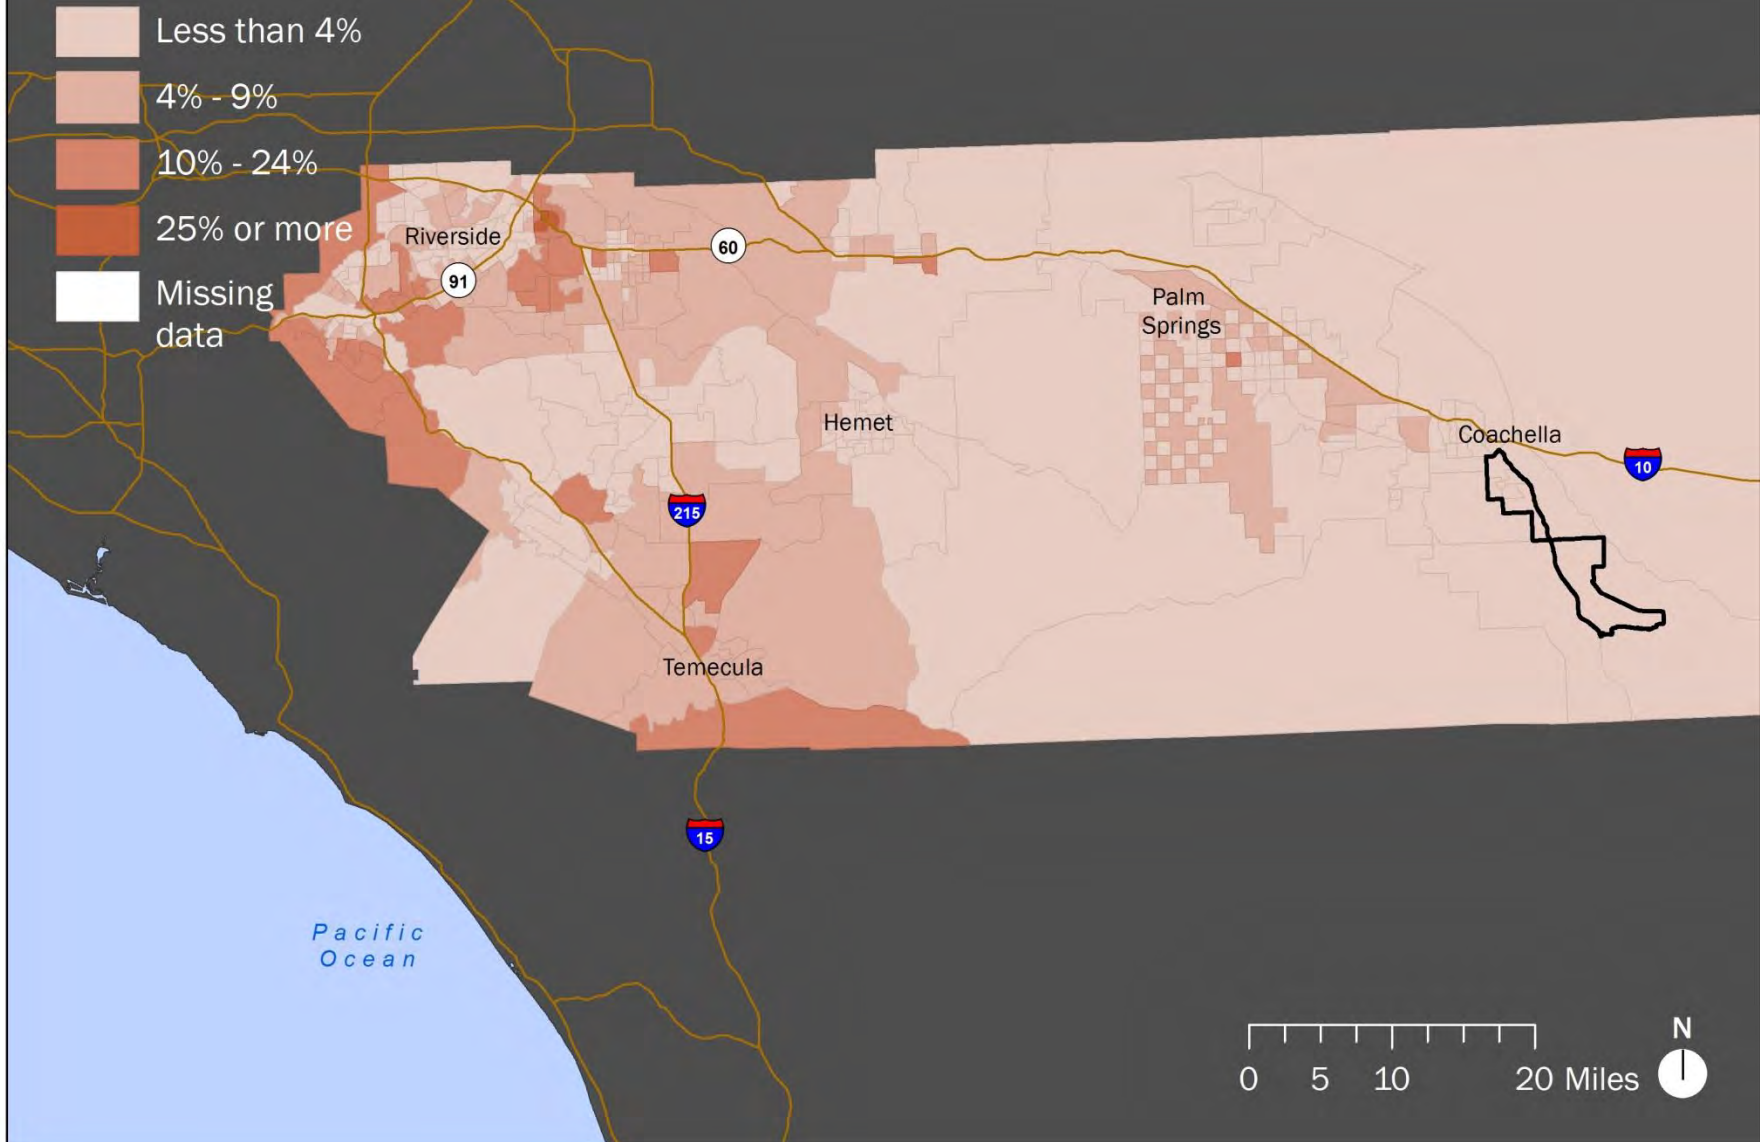 Less than 4%
4% - 9%
10% - 24%
25% or more
Missing
data
Riverside
91
60
Palm
Springs
Hemet
Coachella
10
215
Temecula
15
Pacific
Ocean
N
0 5 10 20 Miles